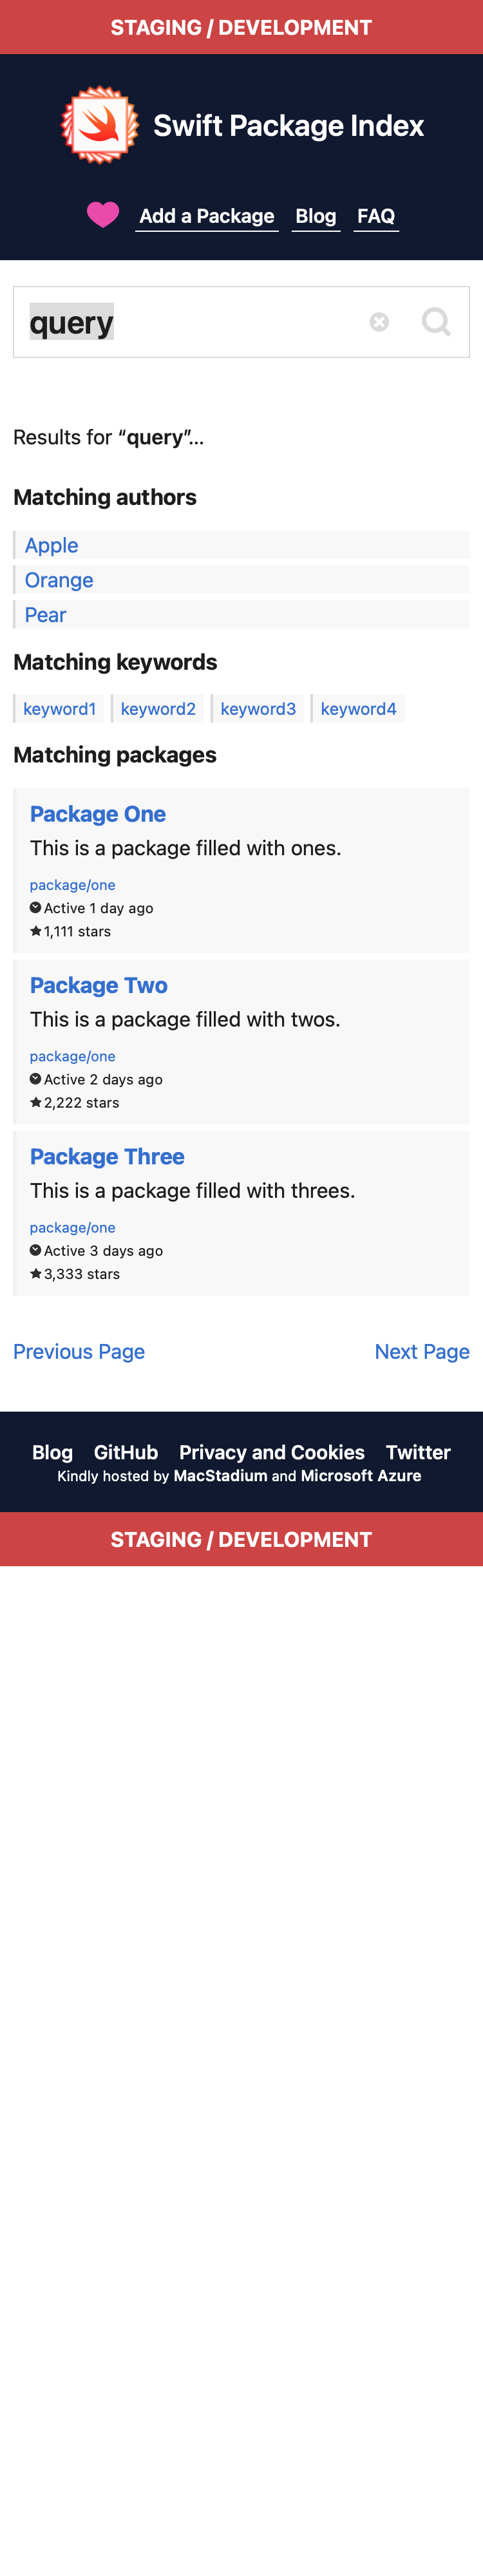 STAGING / DEVELOPMENT
Swift Package Index
Add a Package Blog FAQ
query
Results for “query”...
Matching authors
Apple
Orange
Pear
Matching keywords
keyword1 keyword2 keyword3 keyword4
Matching packages
Package One
This is a package filled with ones.
package/one
Active 1 day ago
1,111 stars
Package Two
This is a package filled with twos.
package/one
Active 2 days ago
2,222 stars
Package Three
This is a package filled with threes.
package/one
Active 3 days ago
3,333 stars
Previous Page Next Page
Blog GitHub Privacy and Cookies Twitter
Kindly hosted by MacStadium and Microsoft Azure
STAGING / DEVELOPMENT